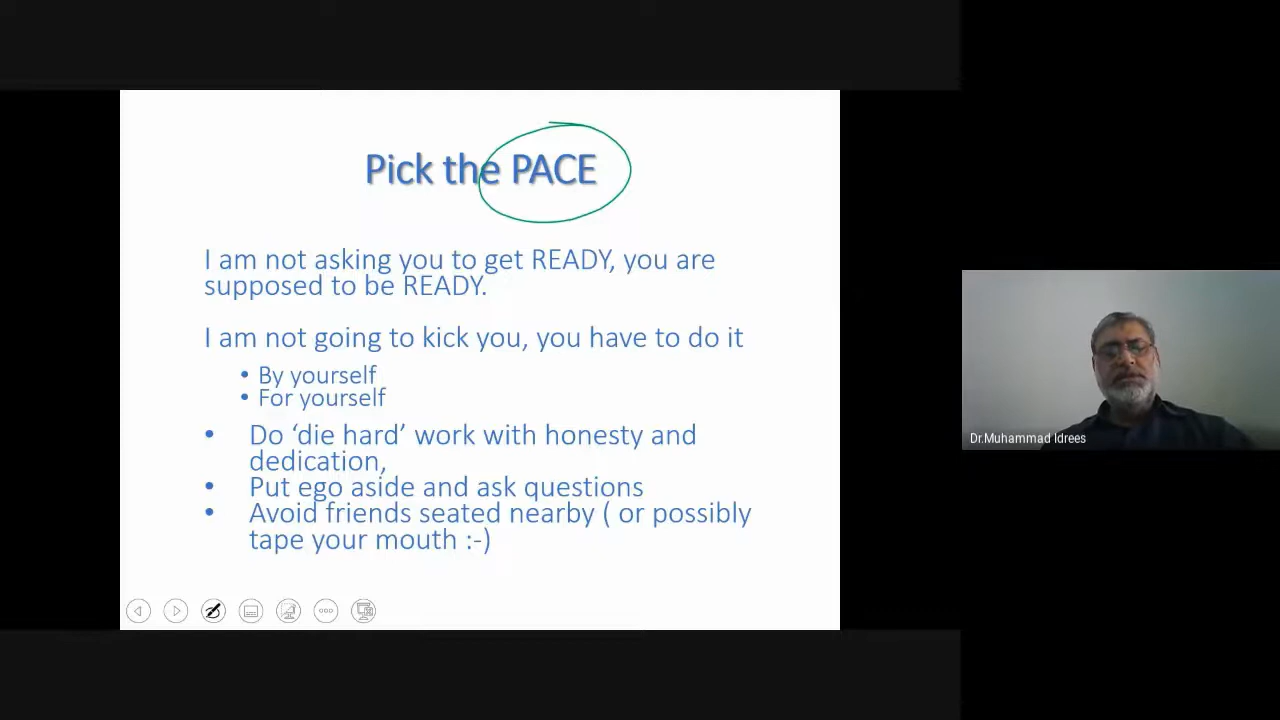 Pick the PACE
I am not asking you to get READY, you are
supposed to be READY.
I am not going to kick you, you have to do it
• By yourself
• For yourself
• Do ‘die hard’ work with honesty and
dedication,
• Put ego aside and ask questions
• Avoid friends seated nearby ( or possibly
tape your mouth :-)
Dr.Muhammad Idrees